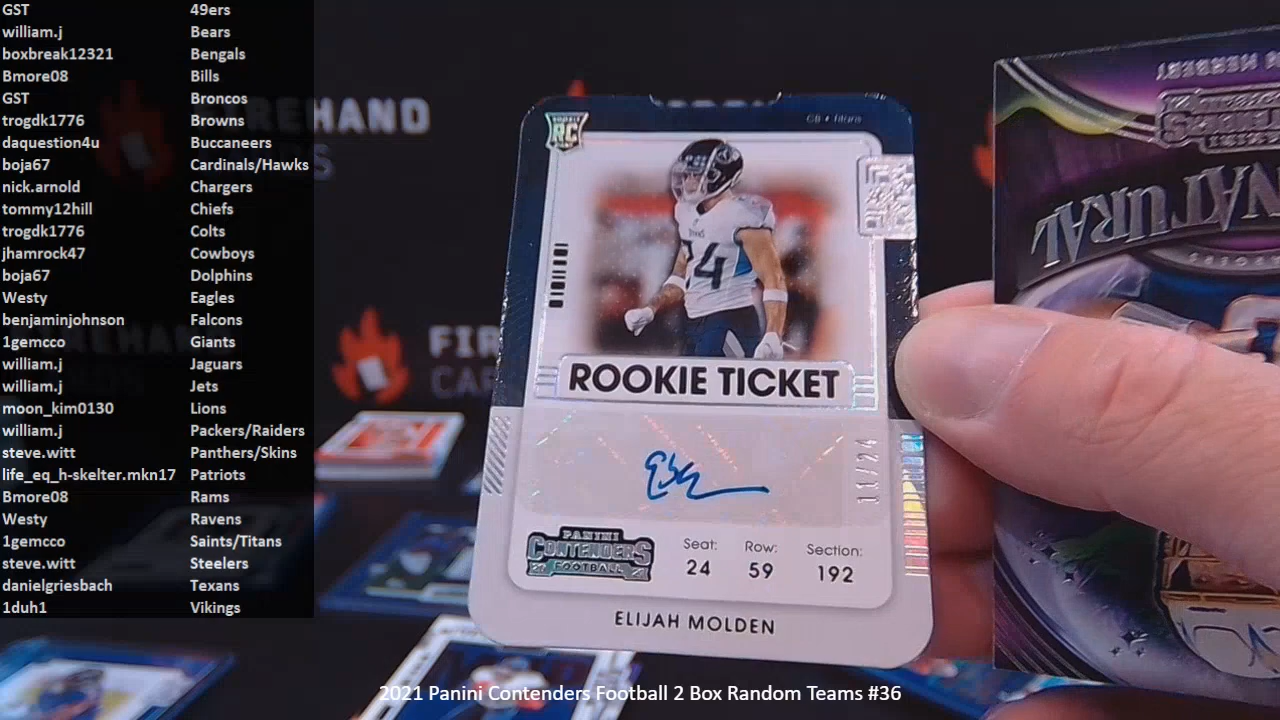 GST 49ers
william.j Bears
boxbreak12321 Bengals
Bmore08 Bills
GST Broncos
trogdk1776 Browns
daquestion4u Buccaneers
boja67 Cardinals/Hawks
nick.arnold Chargers
tommy12hill Chiefs
trogdk1776 Colts
jhamrock47 Cowboys
boja67 Dolphins
Westy Eagles
benjaminjohnson Falcons
1gemcco Giants
william.j Jaguars
william.j Jets
moon_kim0130 Lions
william.j Packers/Raiders
steve.witt Panthers/Skins
life_eq_h-skelter.mkn17 Patriots
Bmore08 Rams
Westy Ravens
1gemcco Saints/Titans
steve.witt Steelers
danielgriesbach Texans
1duh1 Vikings
RC
CB • Titans
ROOKIE TICKET
11/24
PANINI
CONTENDERS
FOOTBALL
Seat: Row: Section:
24 59 192
ELIJAH MOLDEN
HERBERT
NATURAL
2021 Panini Contenders Football 2 Box Random Teams #36